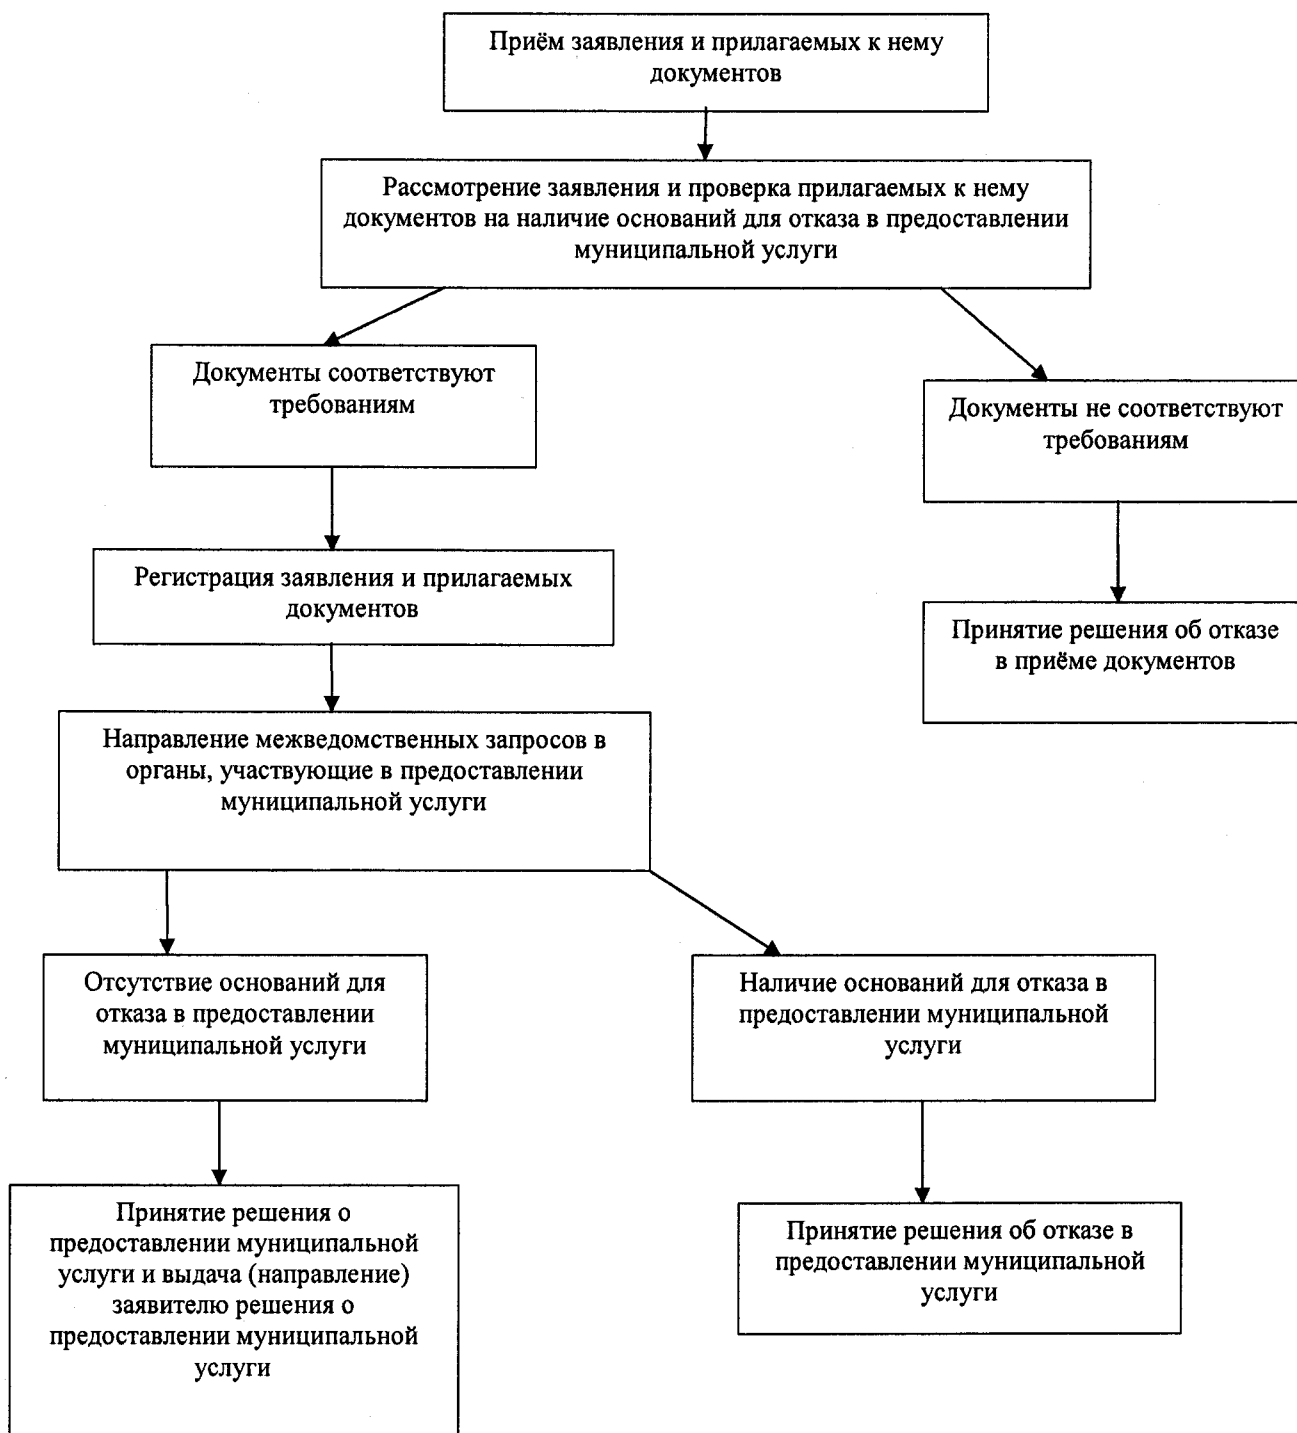 Приём заявления и прилагаемых к нему
документов
Рассмотрение заявления и проверка прилагаемых к нему
документов на наличие оснований для отказа в предоставлении
муниципальной услуги
Документы соответствуют
требованиям
Документы не соответствуют
требованиям
Регистрация заявления и прилагаемых
документов
Принятие решения об отказе
в приёме документов
Направление межведомственных запросов в
органы, участвующие в предоставлении
муниципальной услуги
Отсутствие оснований для
отказа в предоставлении
муниципальной услуги
Наличие оснований для отказа в
предоставлении муниципальной
услуги
Принятие решения о
предоставлении муниципальной
услуги и выдача (направление)
заявителю решения о
предоставлении муниципальной
услуги
Принятие решения об отказе в
предоставлении муниципальной
услуги